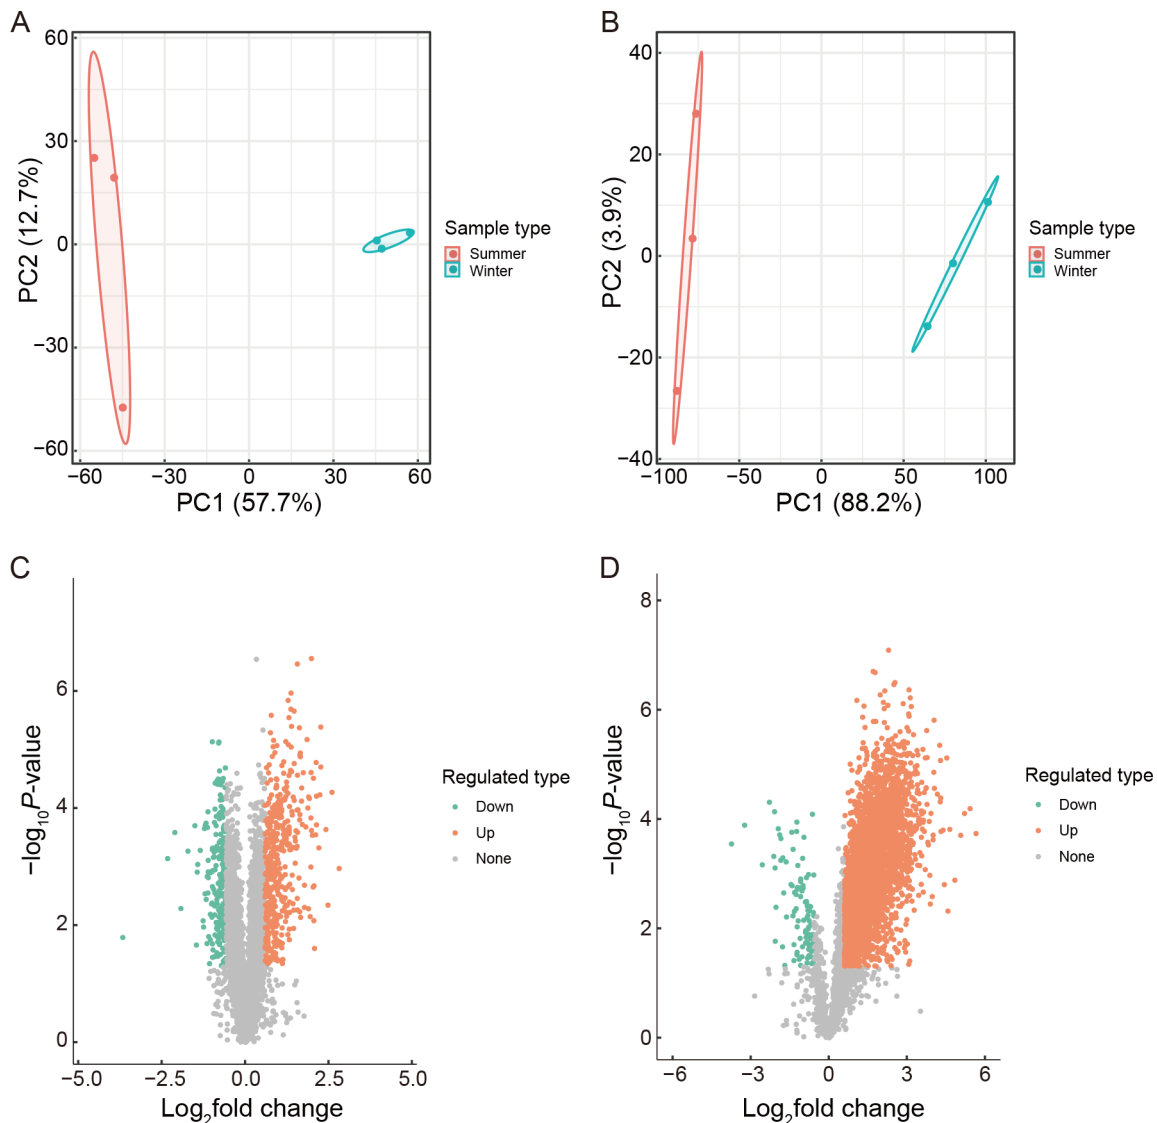 A
60
30
0
−30
−60
PC2 (12.7%)
−60 −30 0 30 60
PC1 (57.7%)
Sample type
Summer
Winter
B
40
20
0
−20
−40
PC2 (3.9%)
−100 −50 0 50 100
PC1 (88.2%)
Sample type
Summer
Winter
C
6
4
2
0
−log10P-value
−5.0 −2.5 0.0 2.5 5.0
Log2fold change
Regulated type
Down
Up
None
D
8
6
4
2
0
−log10P-value
−6 −3 0 3 6
Log2fold change
Regulated type
Down
Up
None